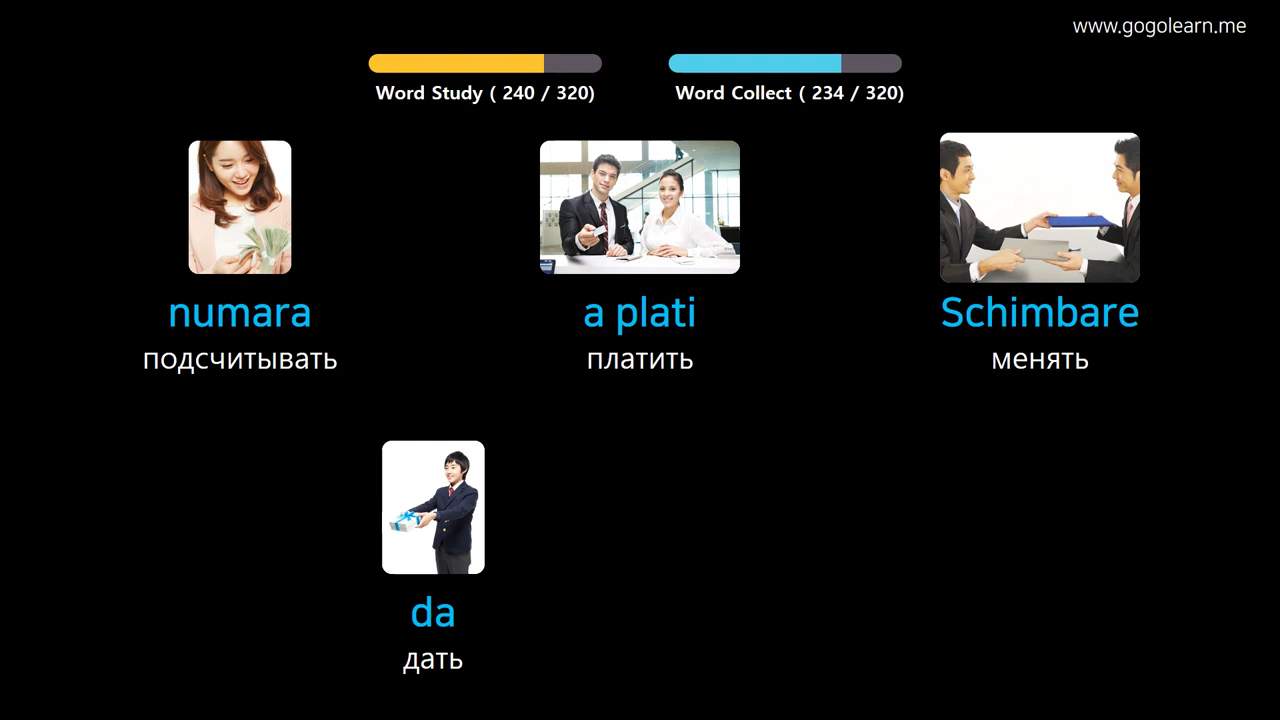 www.gogolearn.me
Word Study ( 240 / 320)
Word Collect ( 234 / 320)
numara
подсчитывать
a plati
платить
Schimbare
менять
da
дать